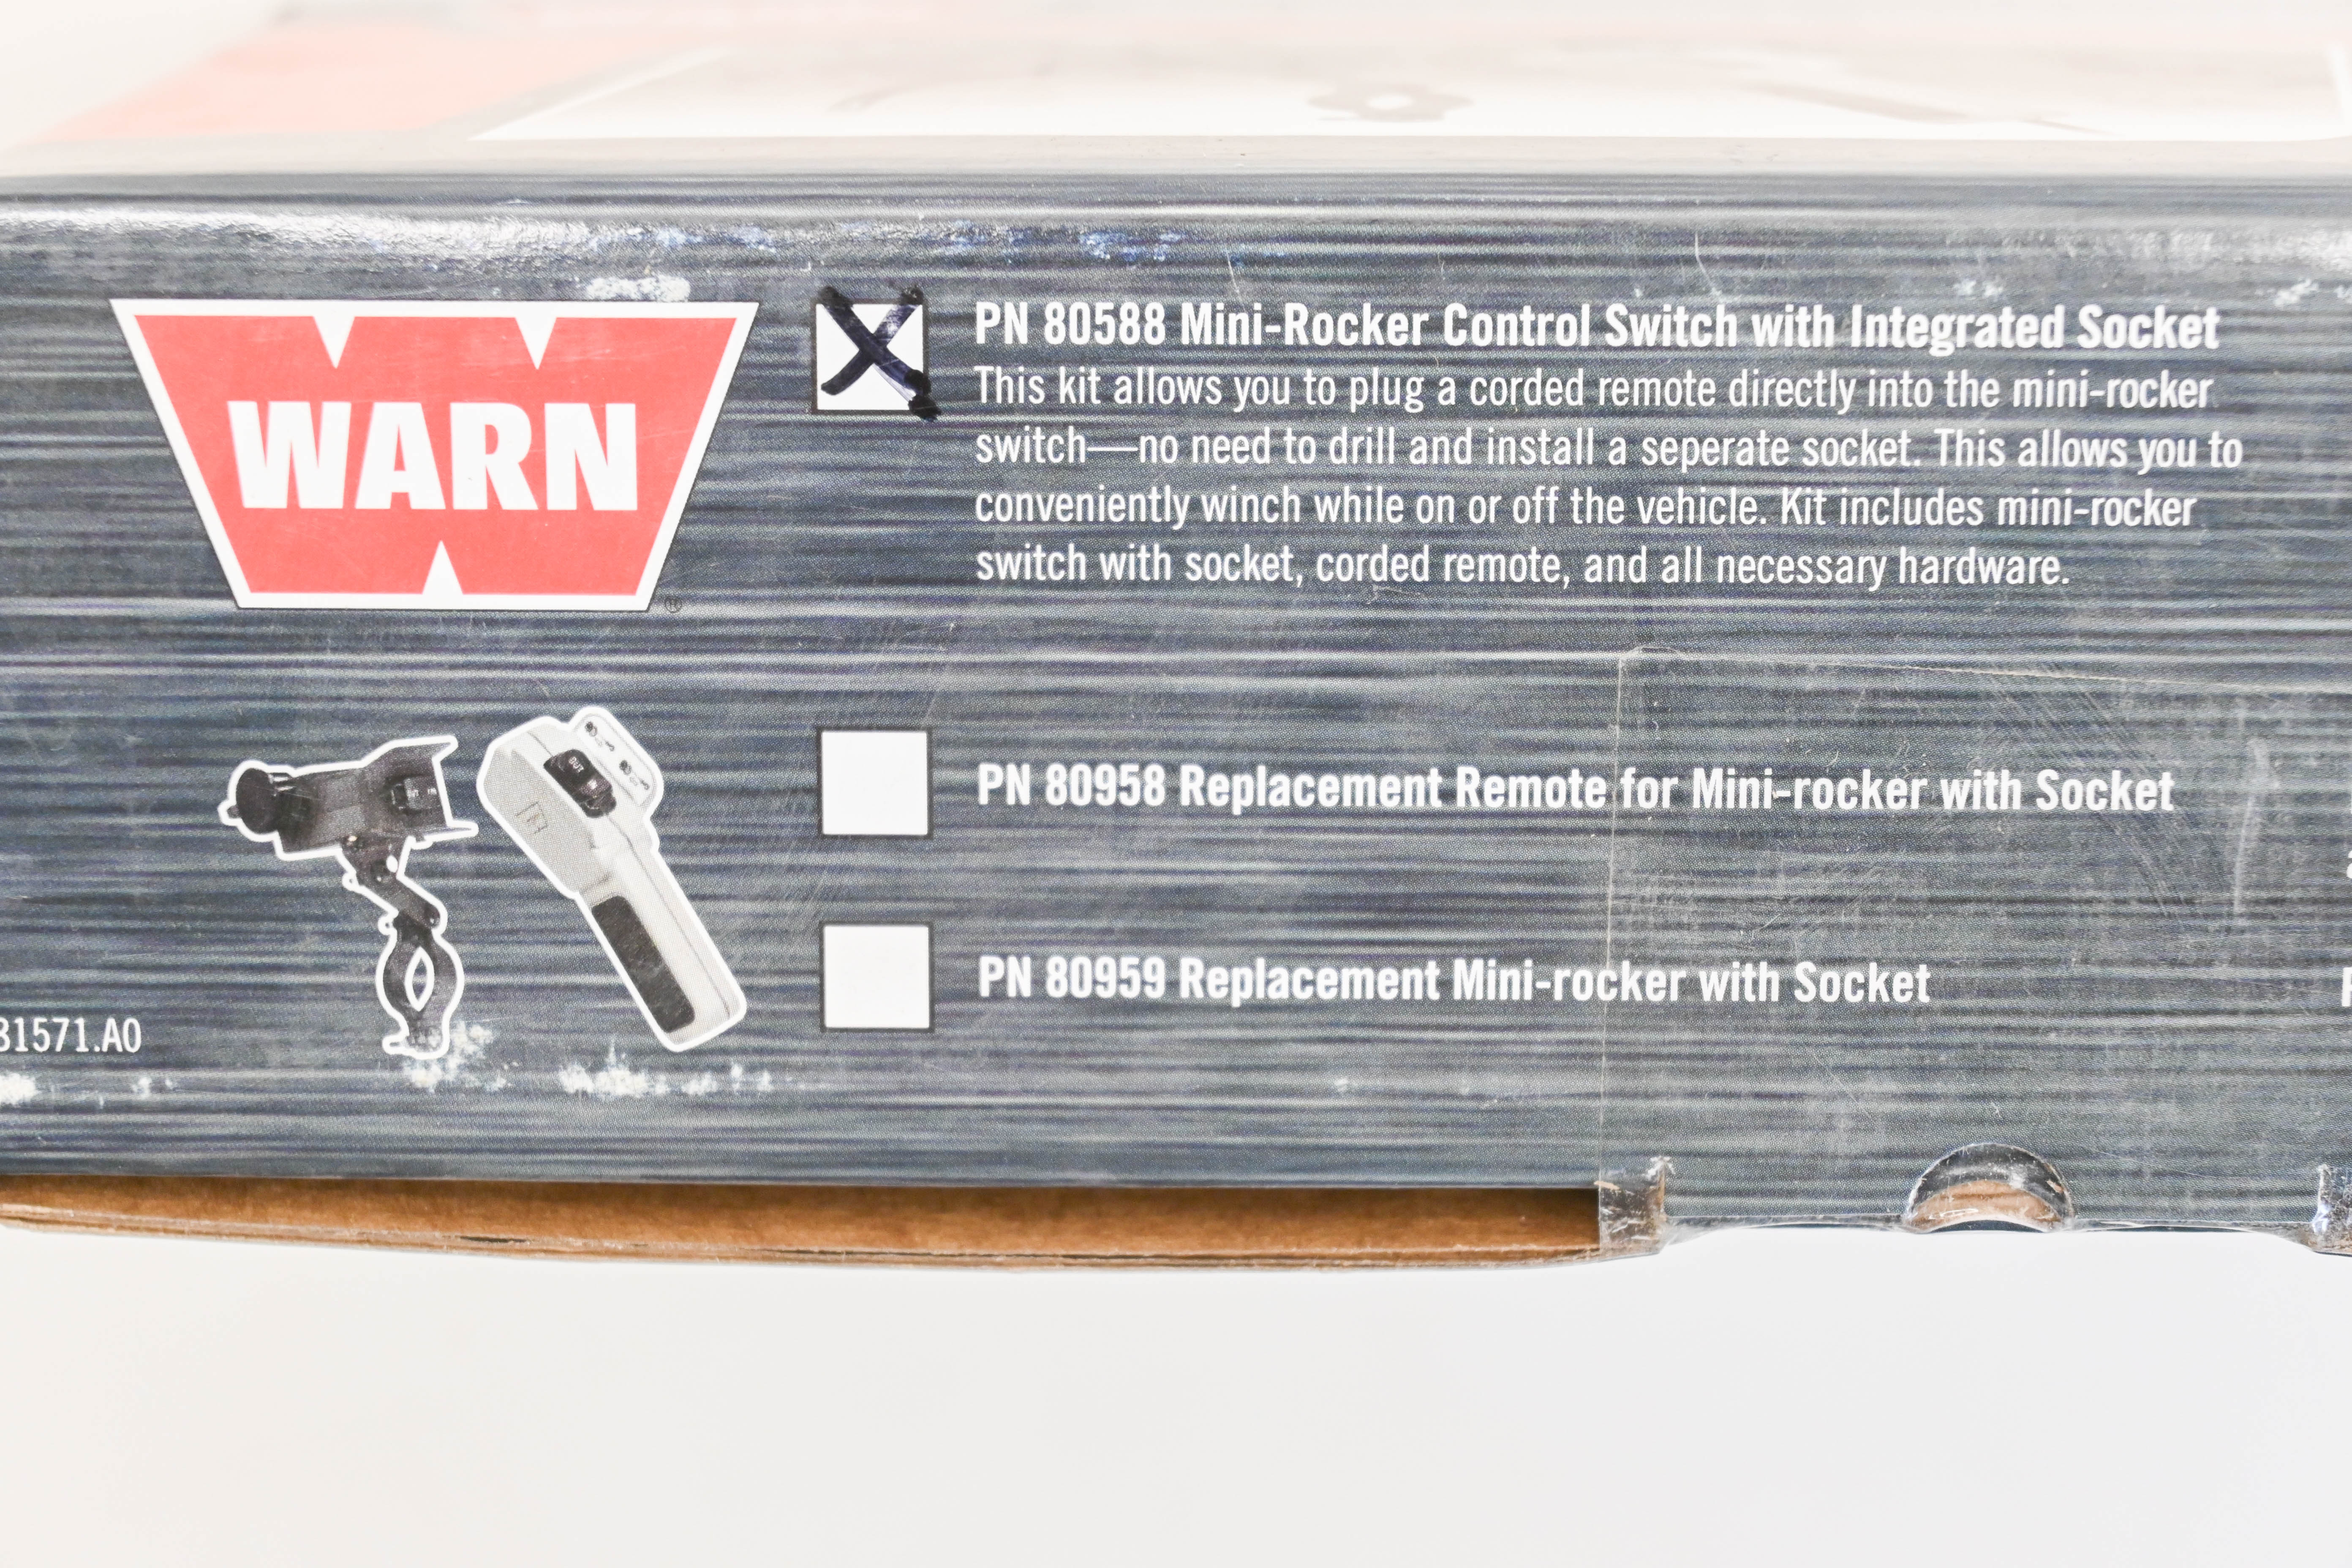 WARN
®
PN 80588 Mini-Rocker Control Switch with Integrated Socket
This kit allows you to plug a corded remote directly into the mini-rocker
switch—no need to drill and install a seperate socket. This allows you to
conveniently winch while on or off the vehicle. Kit includes mini-rocker
switch with socket, corded remote, and all necessary hardware.
OUT
IN
PN 80958 Replacement Remote for Mini-rocker with Socket
PN 80959 Replacement Mini-rocker with Socket
31571.A0